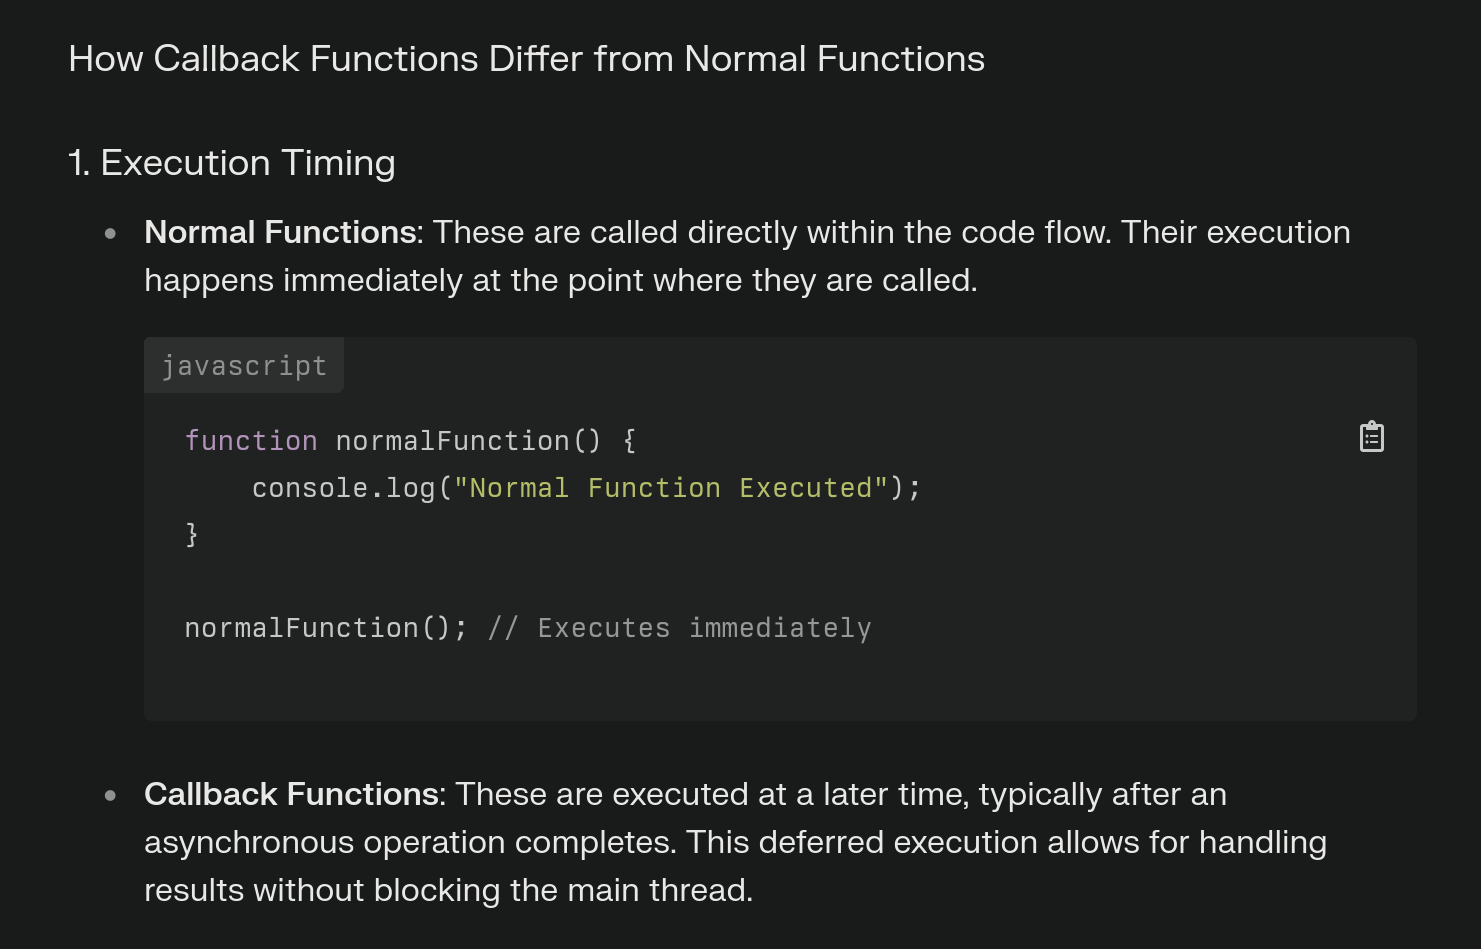 How Callback Functions Differ from Normal Functions
1. Execution Timing
Normal Functions: These are called directly within the code flow. Their execution
happens immediately at the point where they are called.
javascript
function normalFunction() {
    console.log("Normal Function Executed");
}
normalFunction(); // Executes immediately
Callback Functions: These are executed at a later time, typically after an
asynchronous operation completes. This deferred execution allows for handling
results without blocking the main thread.